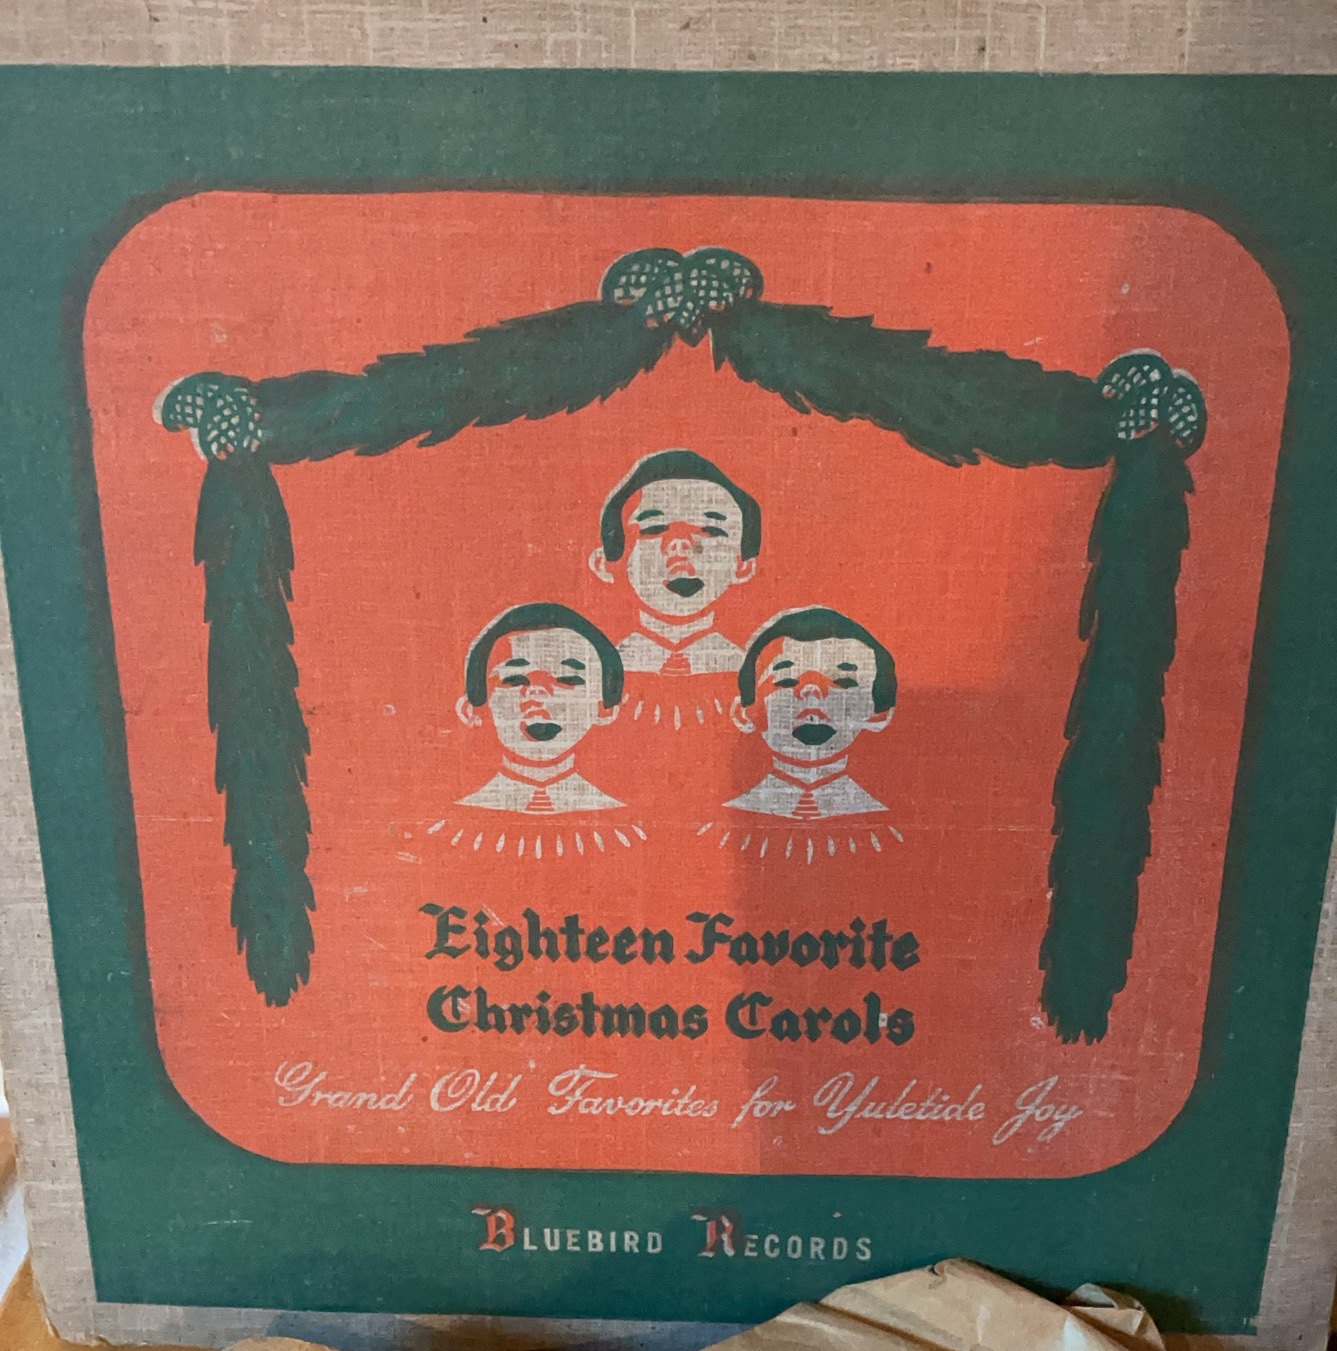 Eighteen Favorite
Christmas Carols
Grand Old Favorites for Yuletide Joy
BLUEBIRD RECORDS